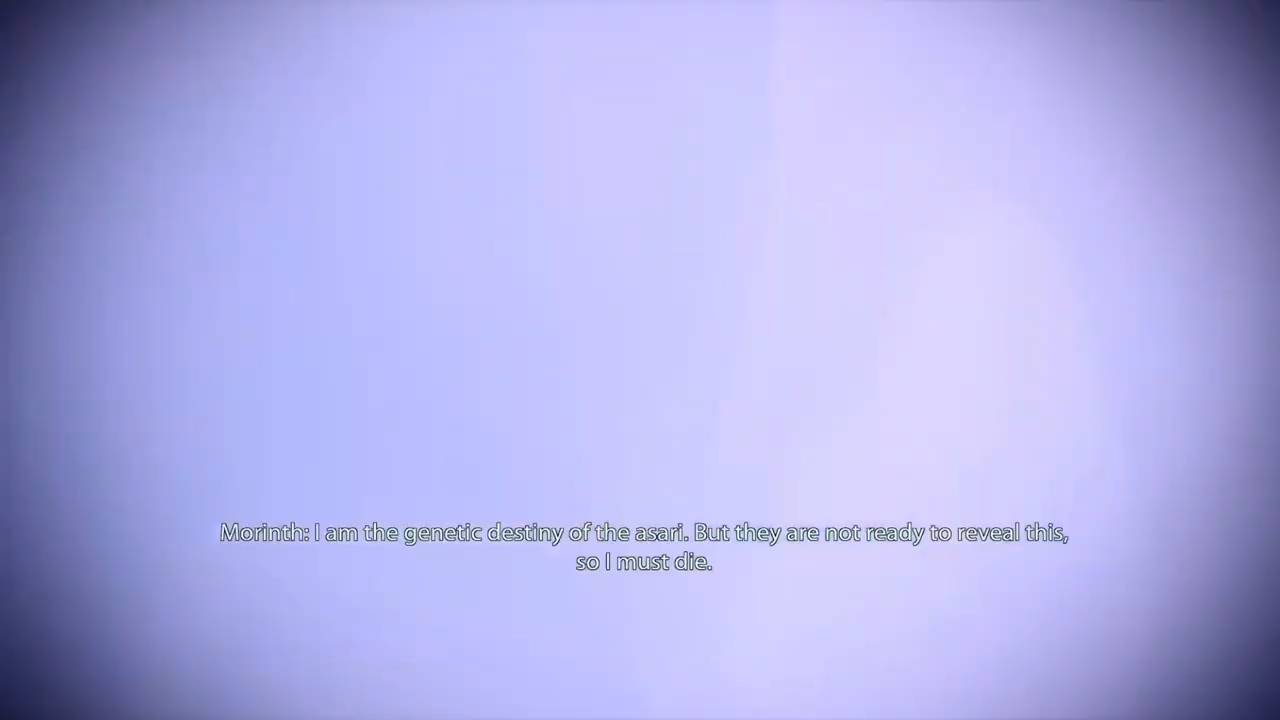 Morinth: I am the genetic destiny of the asari. But they are not ready to reveal this,
so I must die.